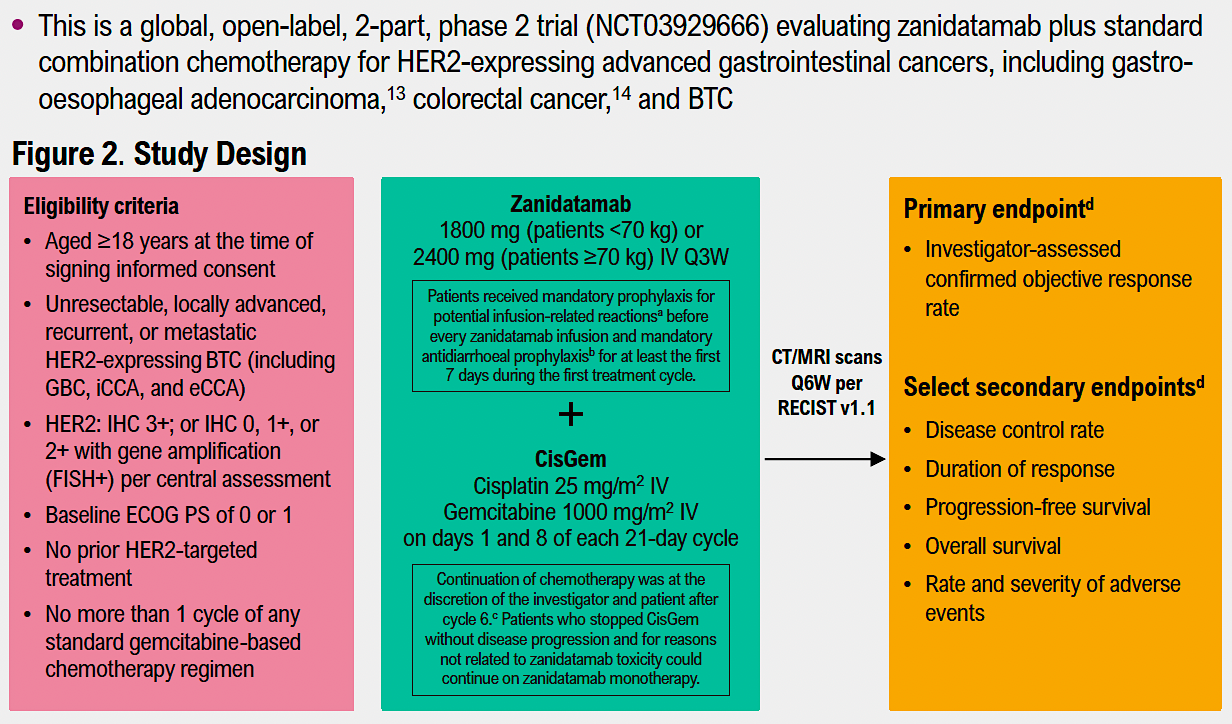 • This is a global, open-label, 2-part, phase 2 trial (NCT03929666) evaluating zanidatamab plus standard
combination chemotherapy for HER2-expressing advanced gastrointestinal cancers, including gastro-
oesophageal adenocarcinoma,13 colorectal cancer,14 and BTC
Figure 2. Study Design
Eligibility criteria
• Aged ≥18 years at the time of
signing informed consent
• Unresectable, locally advanced,
recurrent, or metastatic
HER2-expressing BTC (including
GBC, iCCA, and eCCA)
• HER2: IHC 3+; or IHC 0, 1+, or
2+ with gene amplification
(FISH+) per central assessment
• Baseline ECOG PS of 0 or 1
• No prior HER2-targeted
treatment
• No more than 1 cycle of any
standard gemcitabine-based
chemotherapy regimen
Zanidatamab
1800 mg (patients <70 kg) or
2400 mg (patients ≥70 kg) IV Q3W
Patients received mandatory prophylaxis for
potential infusion-related reactionsa before
every zanidatamab infusion and mandatory
antidiarrhoeal prophylaxisb for at least the first
7 days during the first treatment cycle.
+
CisGem
Cisplatin 25 mg/m2 IV
Gemcitabine 1000 mg/m2 IV
on days 1 and 8 of each 21-day cycle
Continuation of chemotherapy was at the
discretion of the investigator and patient after
cycle 6.c Patients who stopped CisGem
without disease progression and for reasons
not related to zanidatamab toxicity could
continue on zanidatamab monotherapy.
CT/MRI scans
Q6W per
RECIST v1.1
Primary endpointd
• Investigator-assessed
confirmed objective response
rate
Select secondary endpointsd
• Disease control rate
• Duration of response
• Progression-free survival
• Overall survival
• Rate and severity of adverse
events